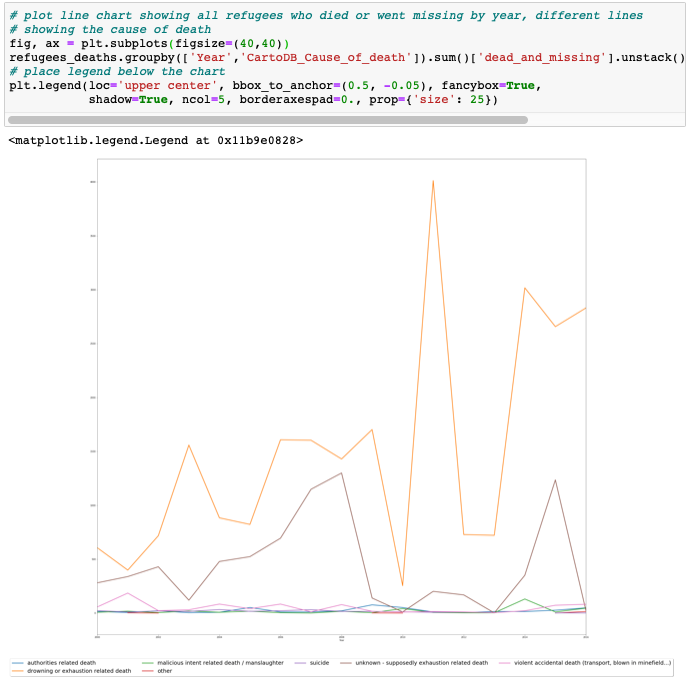 # plot line chart showing all refugees who died or went missing by year, different lines
# showing the cause of death
fig, ax = plt.subplots(figsize=(40,40))
refugees_deaths.groupby(['Year','CartoDB_Cause_of_death']).sum()['dead_and_missing'].unstack()
# place legend below the chart
plt.legend(loc='upper center', bbox_to_anchor=(0.5, -0.05), fancybox=True,
shadow=True, ncol=5, borderaxespad=0., prop={'size': 25})
<matplotlib.legend.Legend at 0x11b9e0828>
authorities related death
malicious intent related death / manslaughter
suicide
unknown - supposedly exhaustion related death
violent accidental death (transport, blown in minefield...)
drowning or exhaustion related death
other